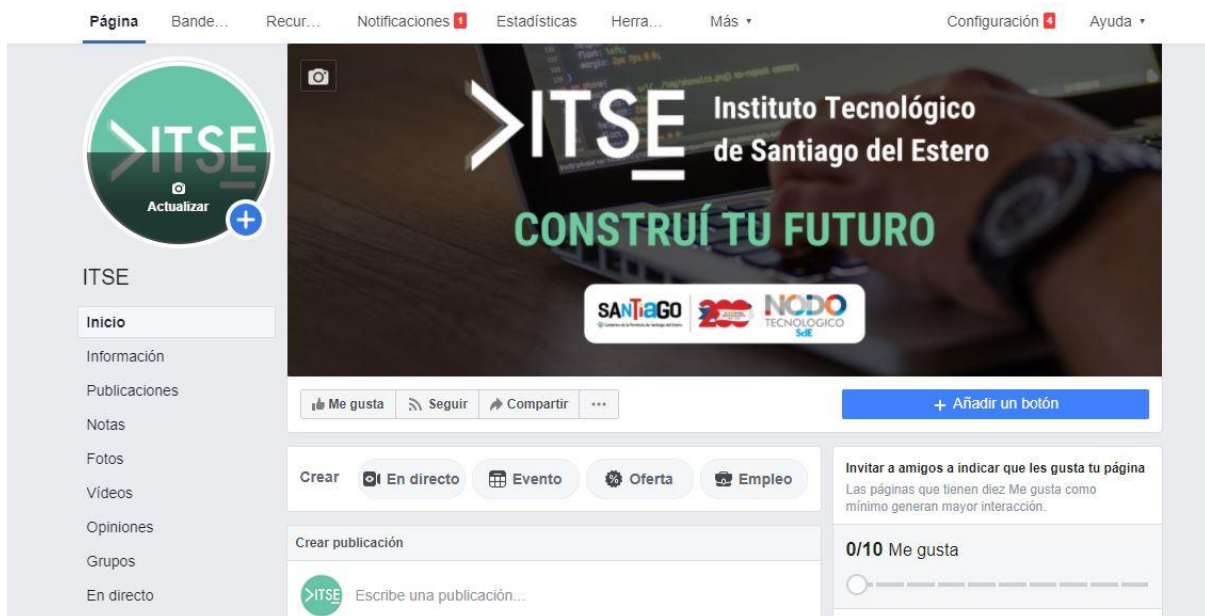 Página Bande... Recur... Notificaciones 1 Estadísticas Herra... Más Configuración 4 Ayuda
>ITSE
Actualizar
ITSE
Inicio
Información
Publicaciones
Notas
Fotos
Vídeos
Opiniones
Grupos
En directo
>ITSE Instituto Tecnológico
de Santiago del Estero
CONSTRUÍ TU FUTURO
SANTIAGO 200 NODO
TECNOLOGICO
SdE
Me gusta Seguir Compartir ...
+ Añadir un botón
Crear En directo Evento Oferta Empleo
Crear publicación
>ITSE Escribe una publicación...
Invitar a amigos a indicar que les gusta tu página
Las páginas que tienen diez Me gusta como
mínimo generan mayor interacción.
0/10 Me gusta